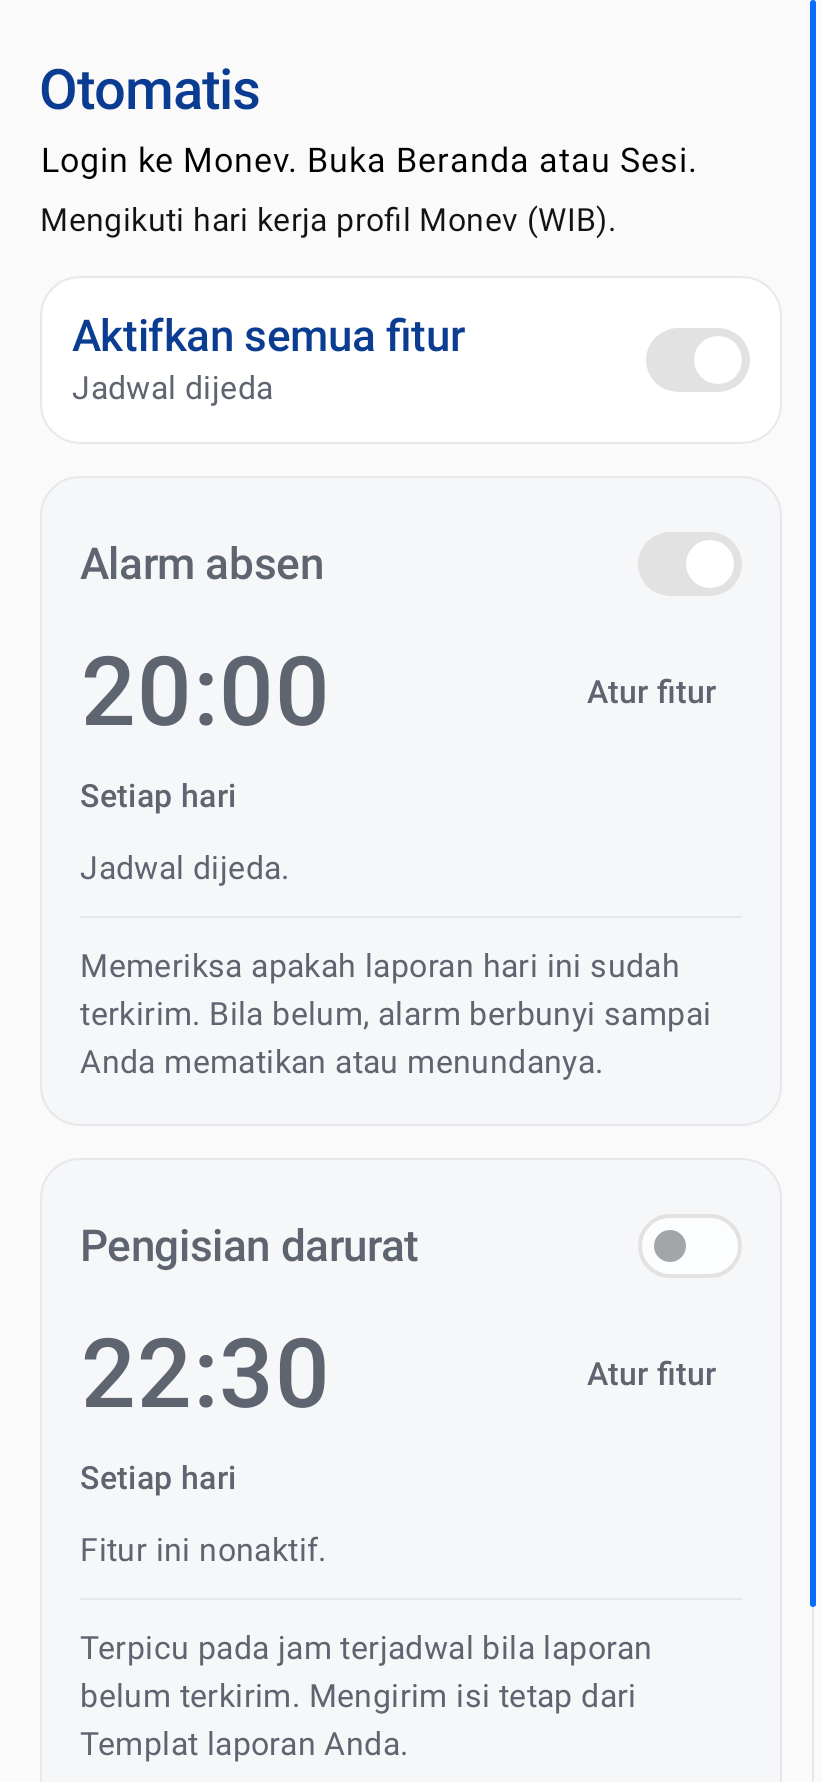 Otomatis
Login ke Monev. Buka Beranda atau Sesi.
Mengikuti hari kerja profil Monev (WIB).
Aktifkan semua fitur
Jadwal dijeda
Alarm absen
20:00
Atur fitur
Setiap hari
Jadwal dijeda.
Memeriksa apakah laporan hari ini sudah
terkirim. Bila belum, alarm berbunyi sampai
Anda mematikan atau menundanya.
Pengisian darurat
22:30
Atur fitur
Setiap hari
Fitur ini nonaktif.
Terpicu pada jam terjadwal bila laporan
belum terkirim. Mengirim isi tetap dari
Templat laporan Anda.